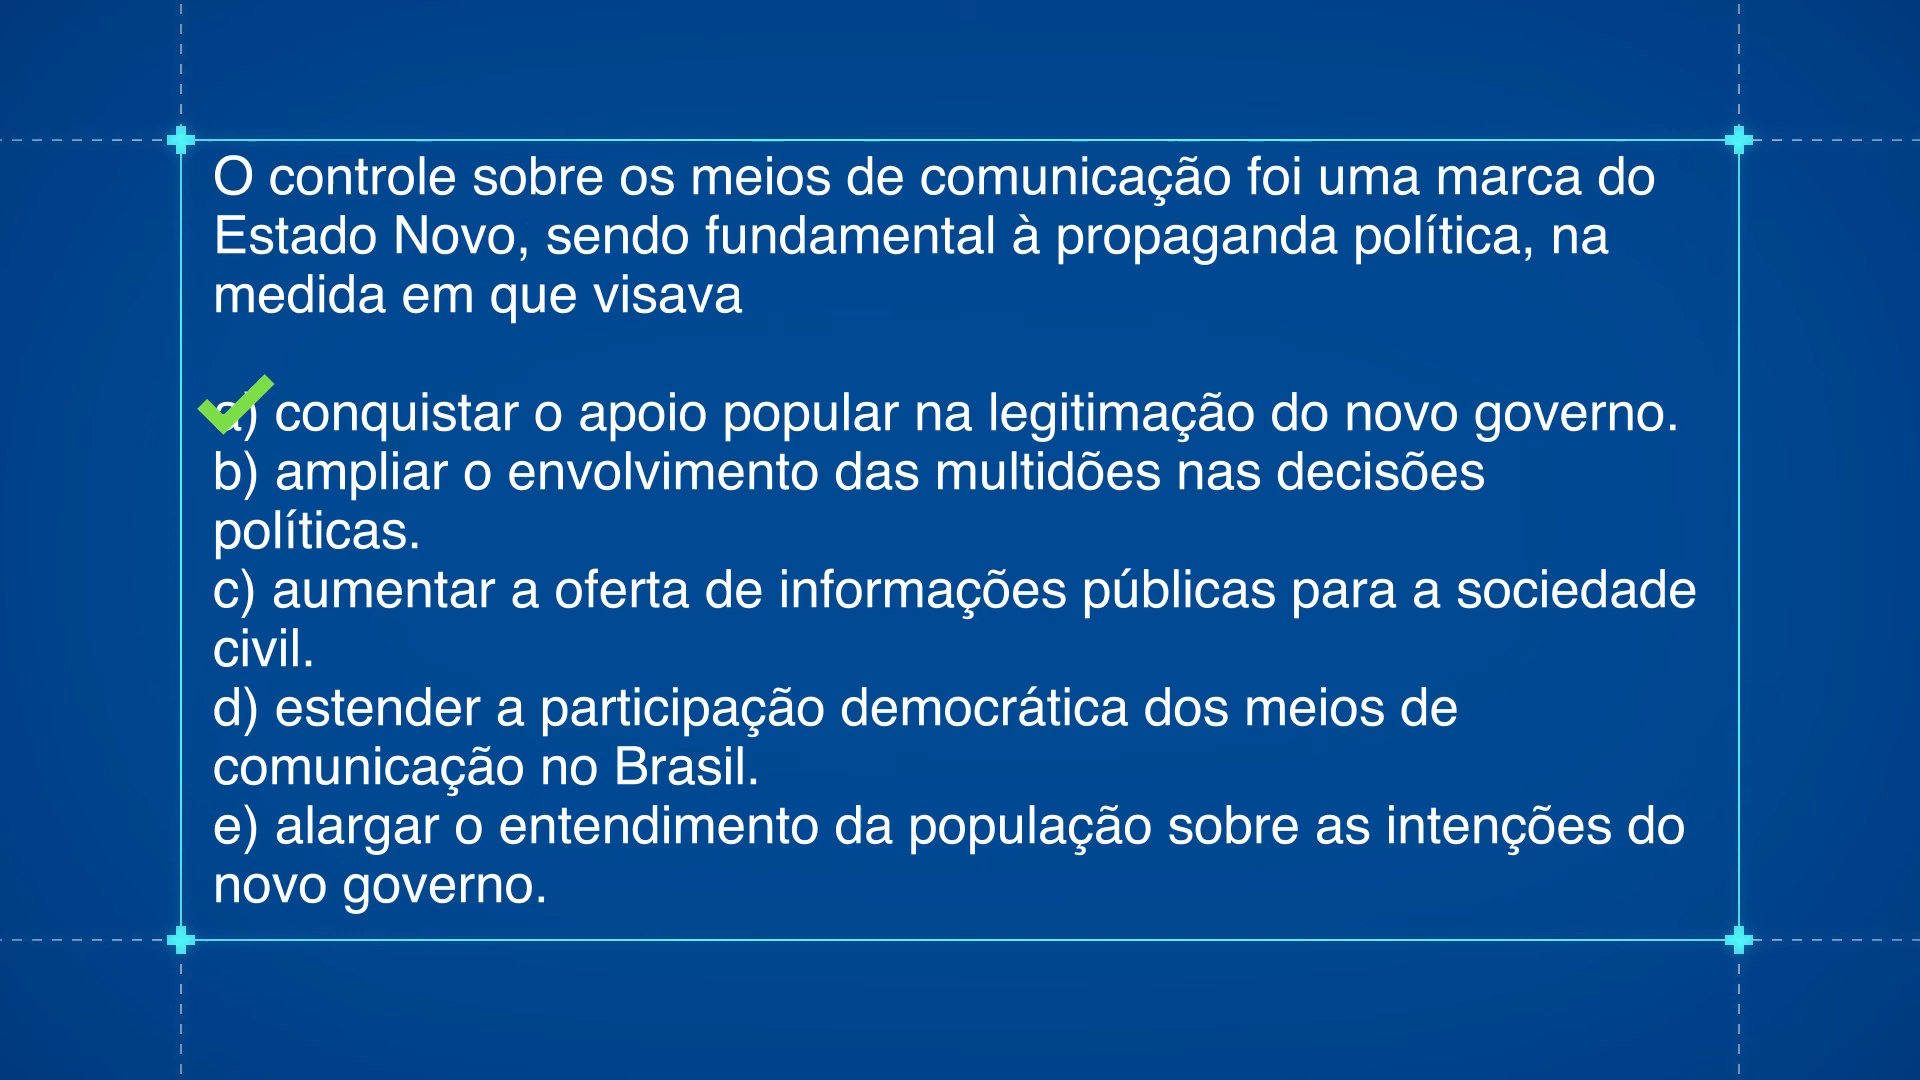 O controle sobre os meios de comunicação foi uma marca do
Estado Novo, sendo fundamental à propaganda política, na
medida em que visava
a) conquistar o apoio popular na legitimação do novo governo.
b) ampliar o envolvimento das multidões nas decisões
políticas.
c) aumentar a oferta de informações públicas para a sociedade
civil.
d) estender a participação democrática dos meios de
comunicação no Brasil.
e) alargar o entendimento da população sobre as intenções do
novo governo.